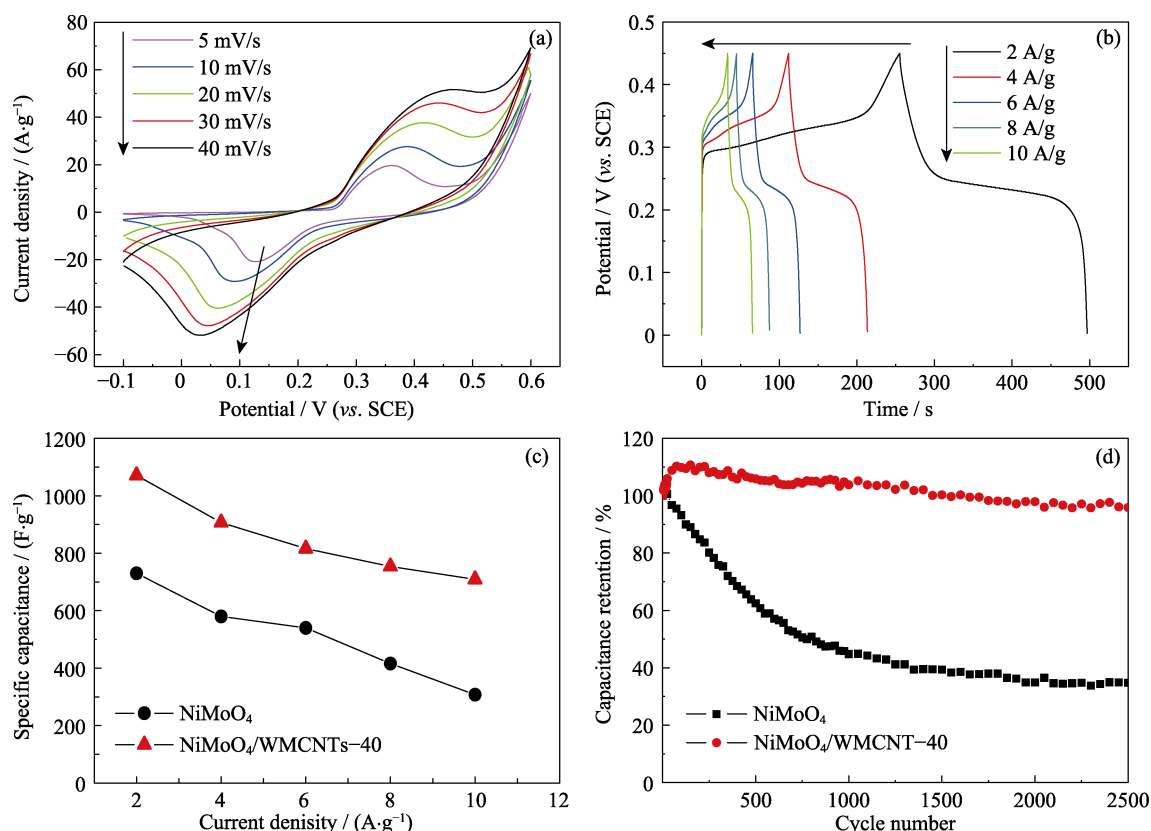 (a)
5 mV/s
10 mV/s
20 mV/s
30 mV/s
40 mV/s
80
60
40
20
0
−20
−40
−60
Current density / (A·g⁻¹)
−0.1 0 0.1 0.2 0.3 0.4 0.5 0.6
Potential / V (vs. SCE)
(b)
2 A/g
4 A/g
6 A/g
8 A/g
10 A/g
0.5
0.4
0.3
0.2
0.4
0
Potential / V (vs. SCE)
0 100 200 300 400 500
Time / s
(c)
1200
1000
800
600
400
200
0
Specific capacitance / (F·g⁻¹)
NiMoO₄
NiMoO₄/WMCNTs−40
2 4 6 8 10 12
Current denisity / (A·g⁻¹)
(d)
120
100
80
60
40
20
0
Capacitance retention / %
NiMoO₄
NiMoO₄/WMCNT−40
500 1000 1500 2000 2500
Cycle number